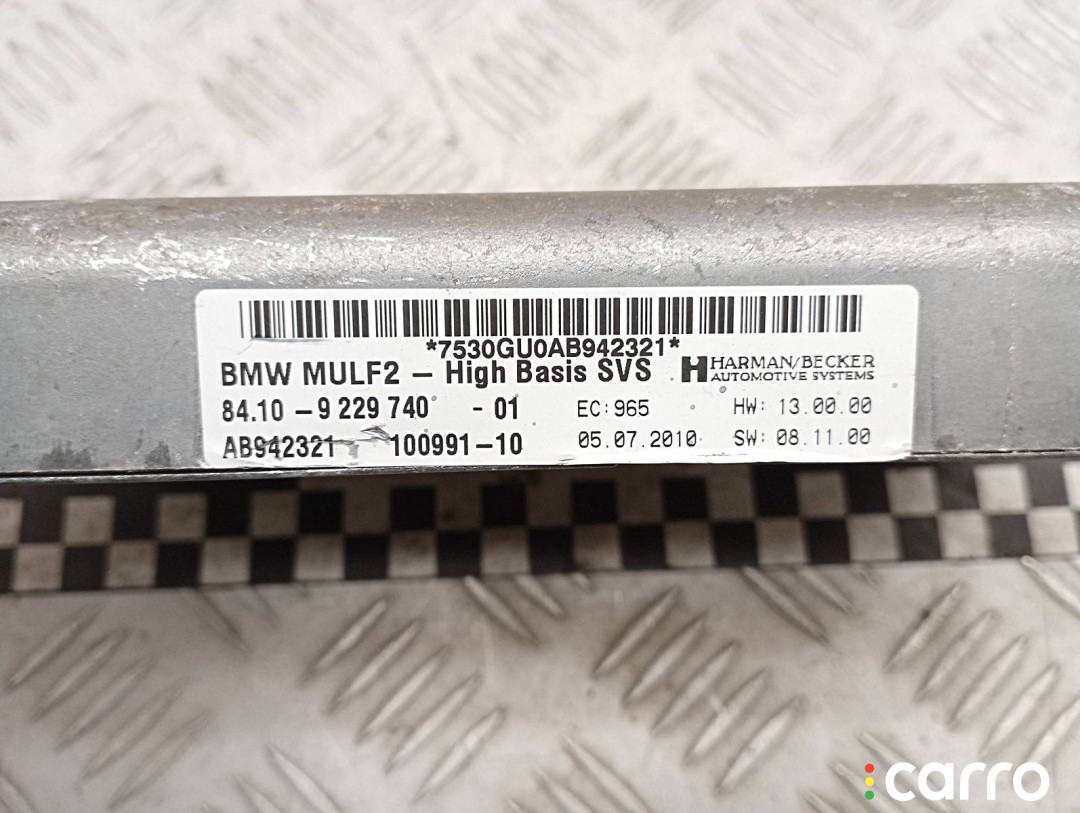 *7530GU0AB942321*
BMW MULF2 – High Basis SVS HARMAN/BECKER
AUTOMOTIVE SYSTEMS
84.10 – 9 229 740 - 01 EC: 965 HW: 13.00.00
AB942321 100991-10 05.07.2010 SW: 08.11.00
carro